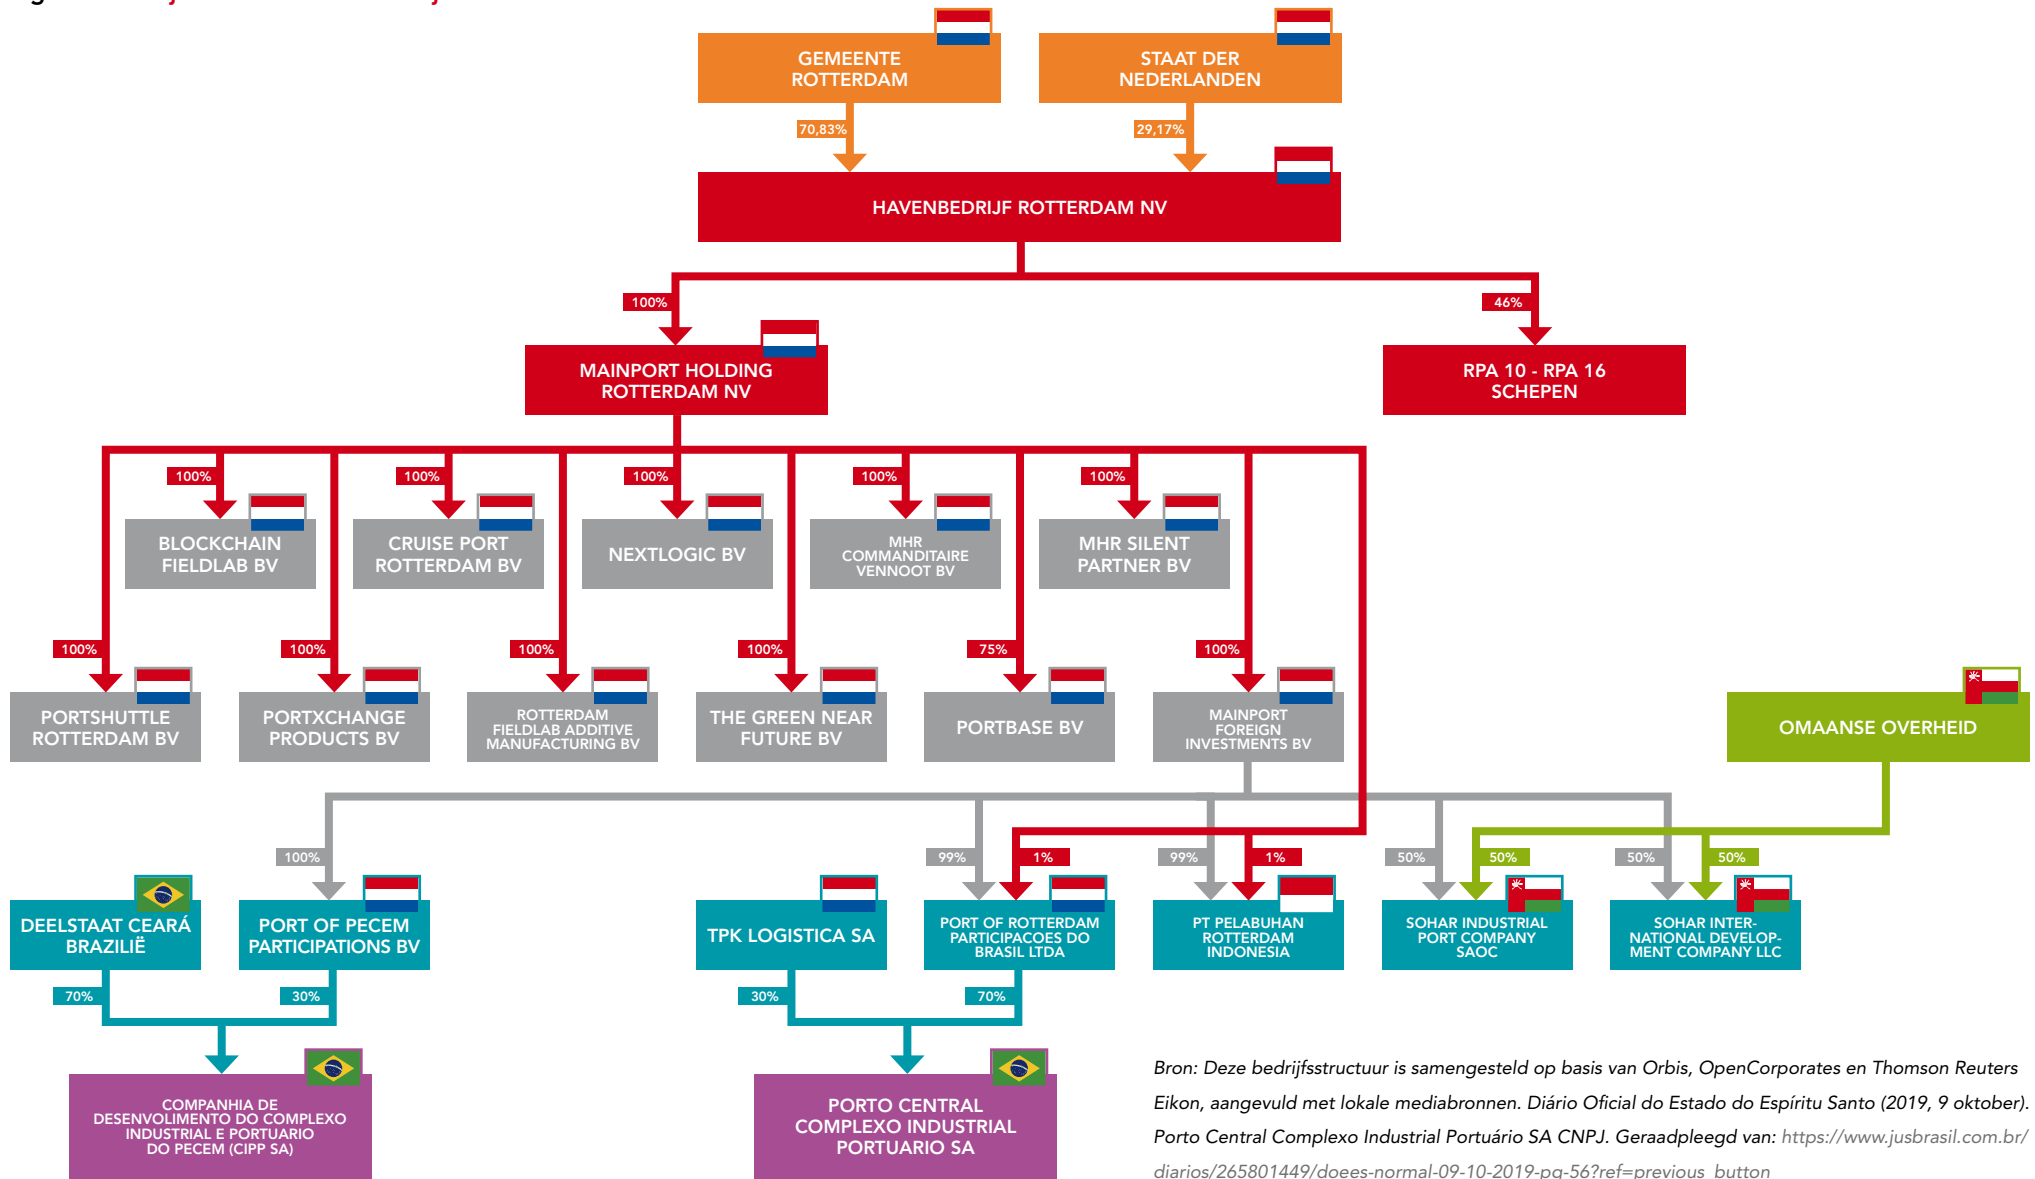 GEMEENTE
ROTTERDAM
STAAT DER
NEDERLANDEN
70,83%
29,17%
HAVENBEDRIJF ROTTERDAM NV
100%
46%
MAINPORT HOLDING
ROTTERDAM NV
RPA 10 - RPA 16
SCHEPEN
100%
100%
100%
100%
100%
BLOCKCHAIN
FIELDLAB BV
CRUISE PORT
ROTTERDAM BV
NEXTLOGIC BV
MHR
COMMANDITAIRE
VENNOOT BV
MHR SILENT
PARTNER BV
100%
100%
100%
100%
75%
100%
PORTSHUTTLE
ROTTERDAM BV
PORTXCHANGE
PRODUCTS BV
ROTTERDAM
FIELDLAB ADDITIVE
MANUFACTURING BV
THE GREEN NEAR
FUTURE BV
PORTBASE BV
MAINPORT
FOREIGN
INVESTMENTS BV
OMAANSE OVERHEID
100%
99%
1%
99%
1%
50%
50%
50%
50%
DEELSTAAT CEARÁ
BRAZILIË
PORT OF PECEM
PARTICIPATIONS BV
TPK LOGISTICA SA
PORT OF ROTTERDAM
PARTICIPACOES DO
BRASIL LTDA
PT PELABUHAN
ROTTERDAM
INDONESIA
SOHAR INDUSTRIAL
PORT COMPANY
SAOC
SOHAR INTER-
NATIONAL DEVELOP-
MENT COMPANY LLC
70%
30%
30%
70%
COMPANHIA DE
DESENVOLIMENTO DO COMPLEXO
INDUSTRIAL E PORTUARIO
DO PECEM (CIPP SA)
PORTO CENTRAL
COMPLEXO INDUSTRIAL
PORTUARIO SA
Bron: Deze bedrijfsstructuur is samengesteld op basis van Orbis, OpenCorporates en Thomson Reuters
Eikon, aangevuld met lokale mediabronnen. Diário Oficial do Estado do Espíritu Santo (2019, 9 oktober).
Porto Central Complexo Industrial Portuário SA CNPJ. Geraadpleegd van: https://www.jusbrasil.com.br/
diarios/265801449/doees-normal-09-10-2019-pg-56?ref=previous_button